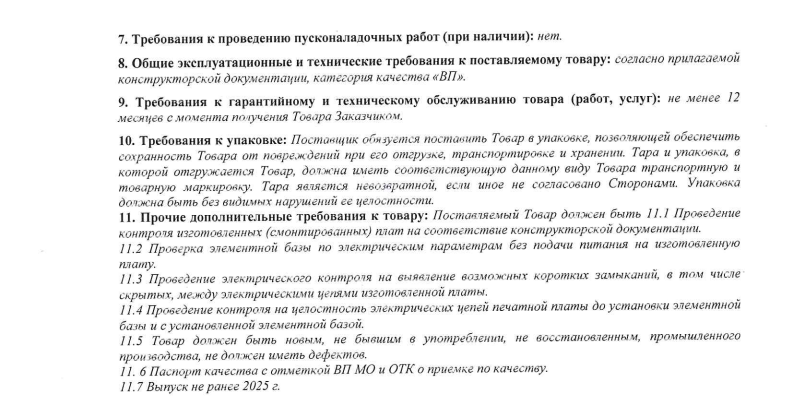 7. Требования к проведению пусконаладочных работ (при наличии): нет.
8. Общие эксплуатационные и технические требования к поставляемому товару: согласно прилагаемой
конструкторской документации, категория качества «ВП».
9. Требования к гарантийному и техническому обслуживанию товара (работ, услуг): не менее 12
месяцев с момента получения Товара Заказчиком.
10. Требования к упаковке: Поставщик обязуется поставить Товар в упаковке, позволяющей обеспечить
сохранность Товара от повреждений при его отгрузке, транспортировке и хранении. Тара и упаковка, в
которой отгружается Товар, должна иметь соответствующую данному виду Товара транспортную и
товарную маркировку. Тара является невозвратной, если иное не согласовано Сторонами. Упаковка
должна быть без видимых нарушений ее целостности.
11. Прочие дополнительные требования к товару: Поставляемый Товар должен быть 11.1 Проведение
контроля изготовленных (смонтированных) плат на соответствие конструкторской документации.
11.2 Проверка элементной базы по электрическим параметрам без подачи питания на изготовленную
плату.
11.3 Проведение электрического контроля на выявление возможных коротких замыканий, в том числе
скрытых, между электрическими цепями изготовленной платы.
11.4 Проведение контроля на целостность электрических цепей печатной платы до установки элементной
базы и с установленной элементной базой.
11.5 Товар должен быть новым, не бывшим в употреблении, не восстановленным, промышленного
производства, не должен иметь дефектов.
11. 6 Паспорт качества с отметкой ВП МО и ОТК о приемке по качеству.
11.7 Выпуск не ранее 2025 г.